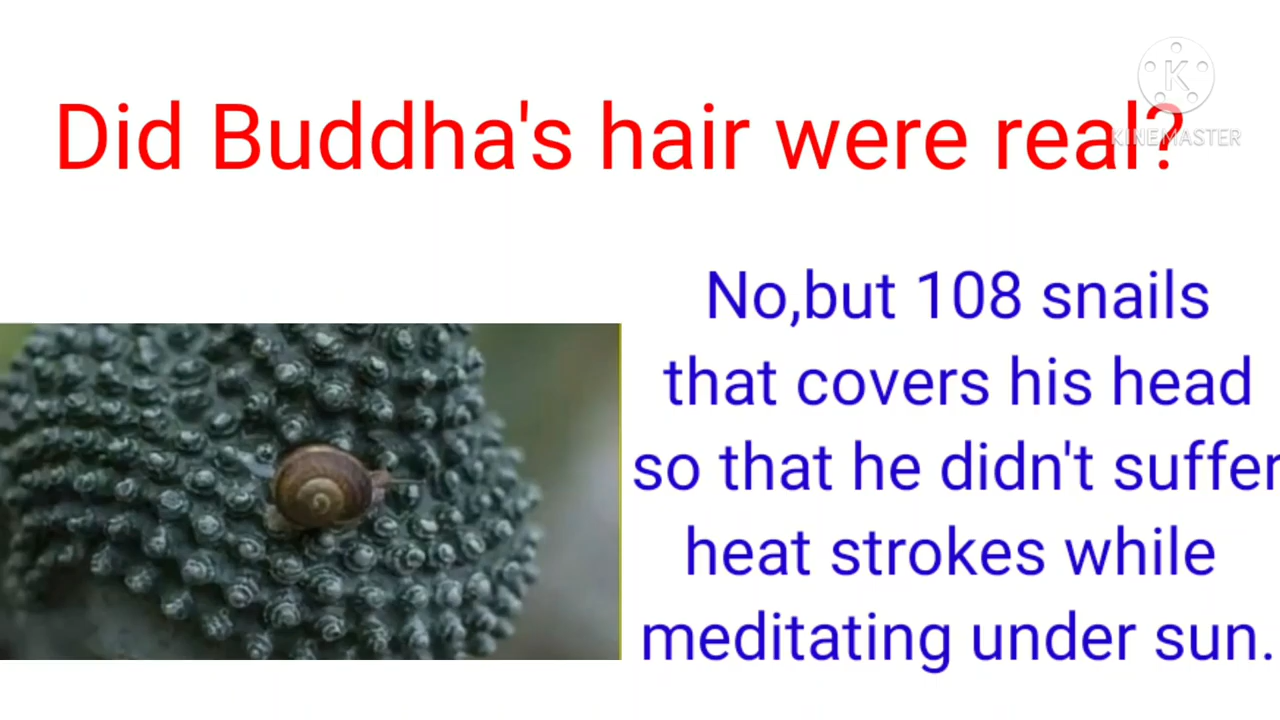 K
KINEMASTER
Did Buddha's hair were real?
No,but 108 snails
that covers his head
so that he didn't suffer
heat strokes while
meditating under sun.